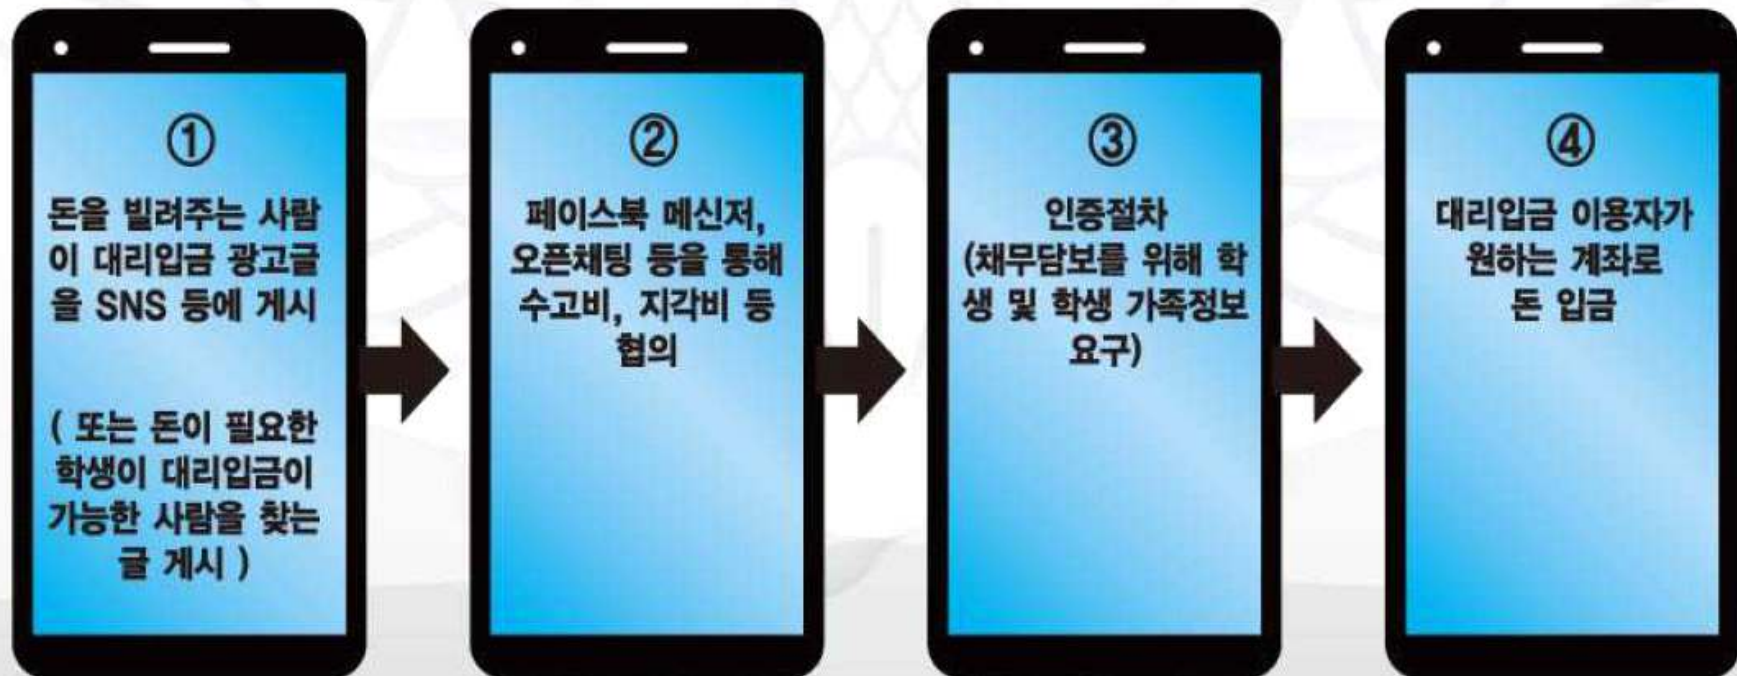 ①
돈을 빌려주는 사람
이 대리입금 광고글
을 SNS 등에 게시
( 또는 돈이 필요한
학생이 대리입금이
가능한 사람을 찾는
글 게시 )
②
페이스북 메신저,
오픈채팅 등을 통해
수고비, 지각비 등
협의
③
인증절차
(채무담보를 위해 학
생 및 학생 가족정보
요구)
④
대리입금 이용자가
원하는 계좌로
돈 입금